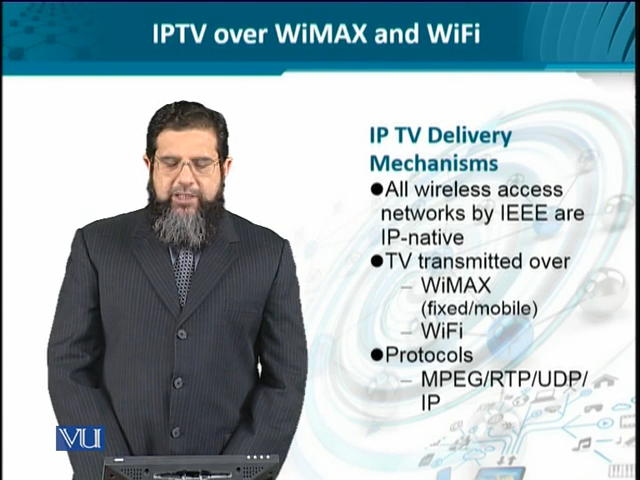 IPTV over WiMAX and WiFi
IP TV Delivery
Mechanisms
●All wireless access
networks by IEEE are
IP-native
●TV transmitted over
– WiMAX
(fixed/mobile)
– WiFi
●Protocols
– MPEG/RTP/UDP/
IP
VU